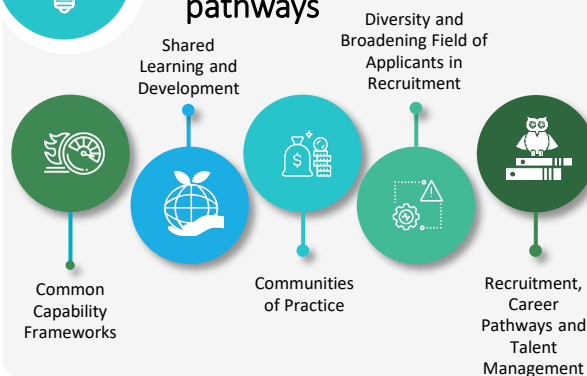 pathways
Shared
Learning and
Development
Diversity and
Broadening Field of
Applicants in
Recruitment
$
Common
Capability
Frameworks
Communities
of Practice
Recruitment,
Career
Pathways and
Talent
Management